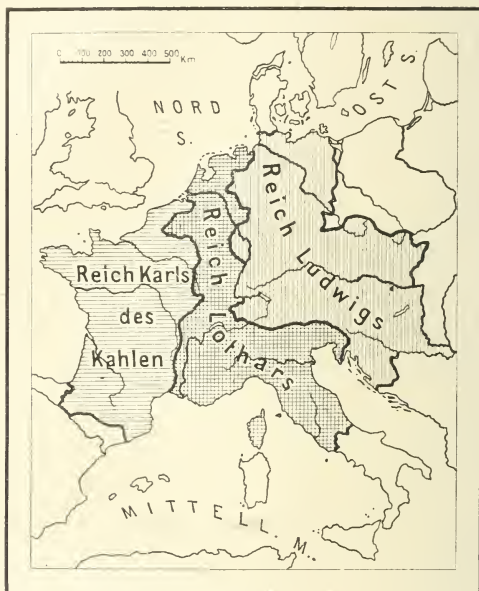 0 100 200 300 400 500 Km
NORD
S.
OST S.
Reich Ludwigs
Reich Lothars
Reich Karls
des
Kahlen
MITTELL. M.